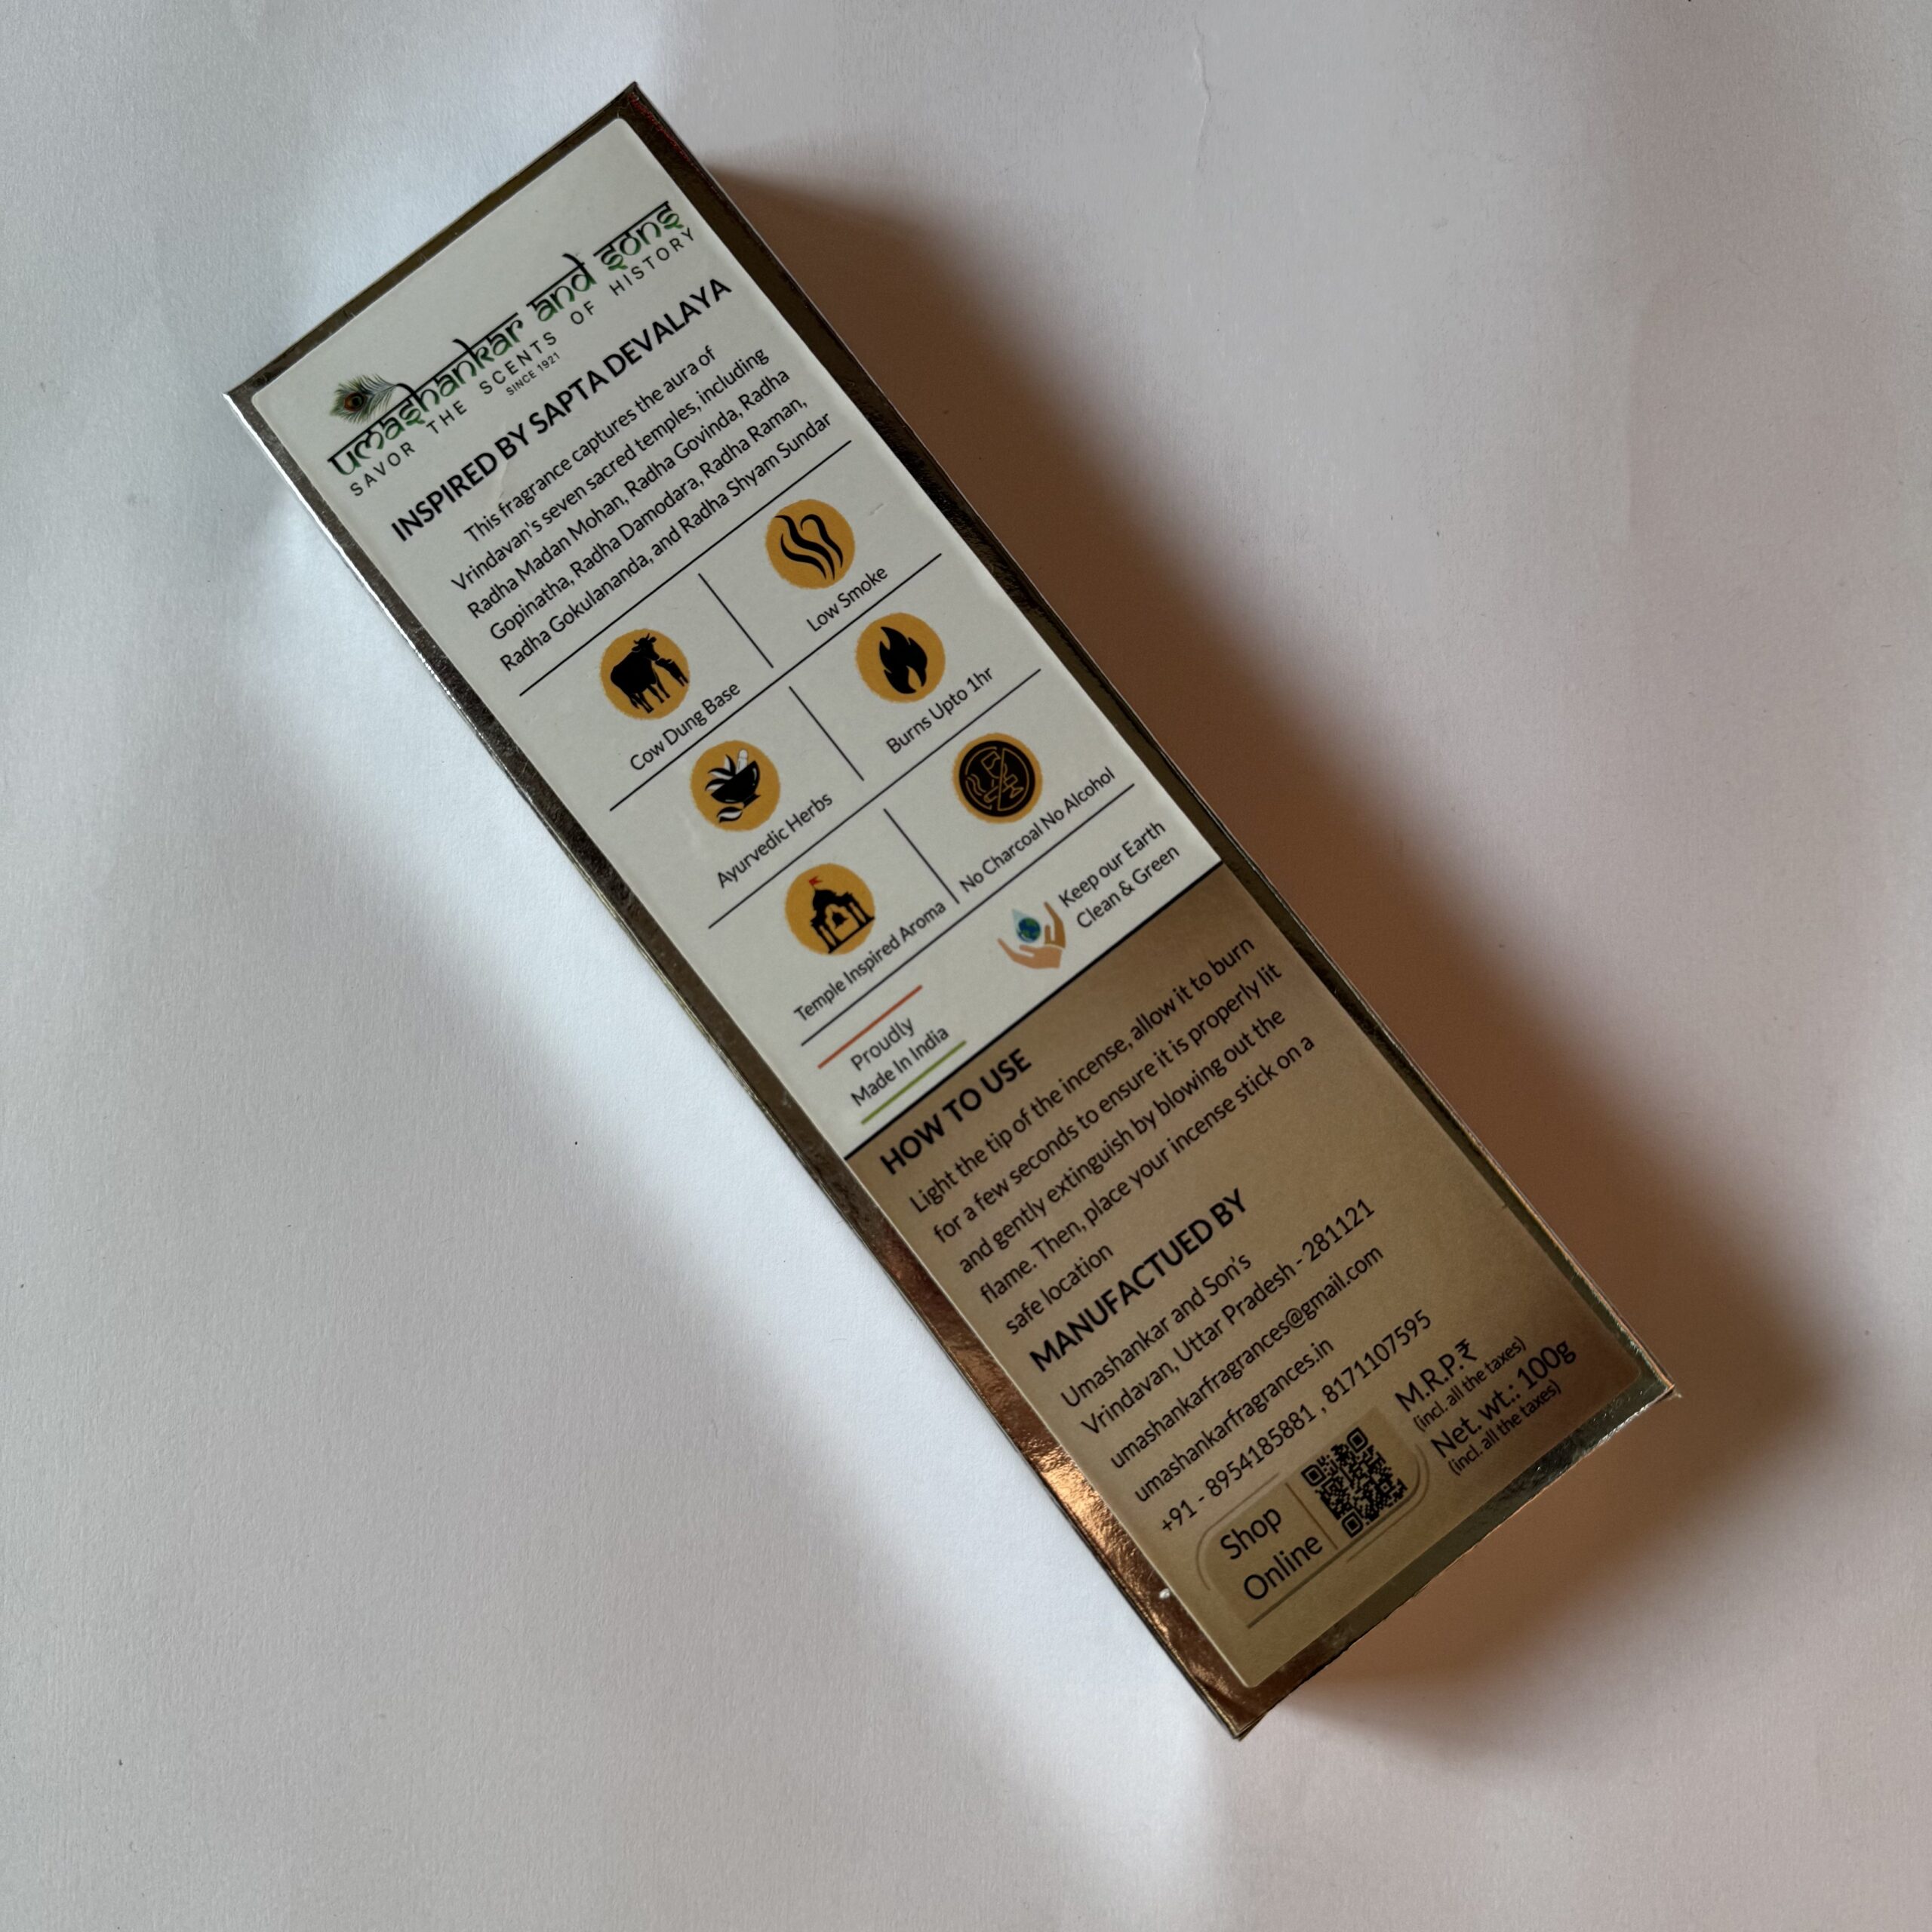 umashankar and sons
SAVOR THE SCENTS OF HISTORY
SINCE 1921
INSPIRED BY SAPTA DEVALAYA
This fragrance captures the aura of
Vrindavan's seven sacred temples, including
Radha Madan Mohan, Radha Govinda, Radha
Gopinatha, Radha Damodara, Radha Raman,
Radha Gokulananda, and Radha Shyam Sundar
Cow Dung Base
Low Smoke
Ayurvedic Herbs
Burns Upto 1hr
Temple Inspired Aroma
No Charcoal No Alcohol
Proudly
Made In India
Keep our Earth
Clean & Green
HOW TO USE
Light the tip of the incense, allow it to burn
for a few seconds to ensure it is properly lit
and gently extinguish by blowing out the
flame. Then, place your incense stick on a
safe location
MANUFACTUED BY
Umashankar and Son's
Vrindavan, Uttar Pradesh - 281121
umashankarfragrances@gmail.com
umashankarfragrances.in
+91 - 8954185881 , 8171107595
Shop
Online
M.R.P.₹
(incl. all the taxes)
Net. wt.: 100g
(incl. all the taxes)